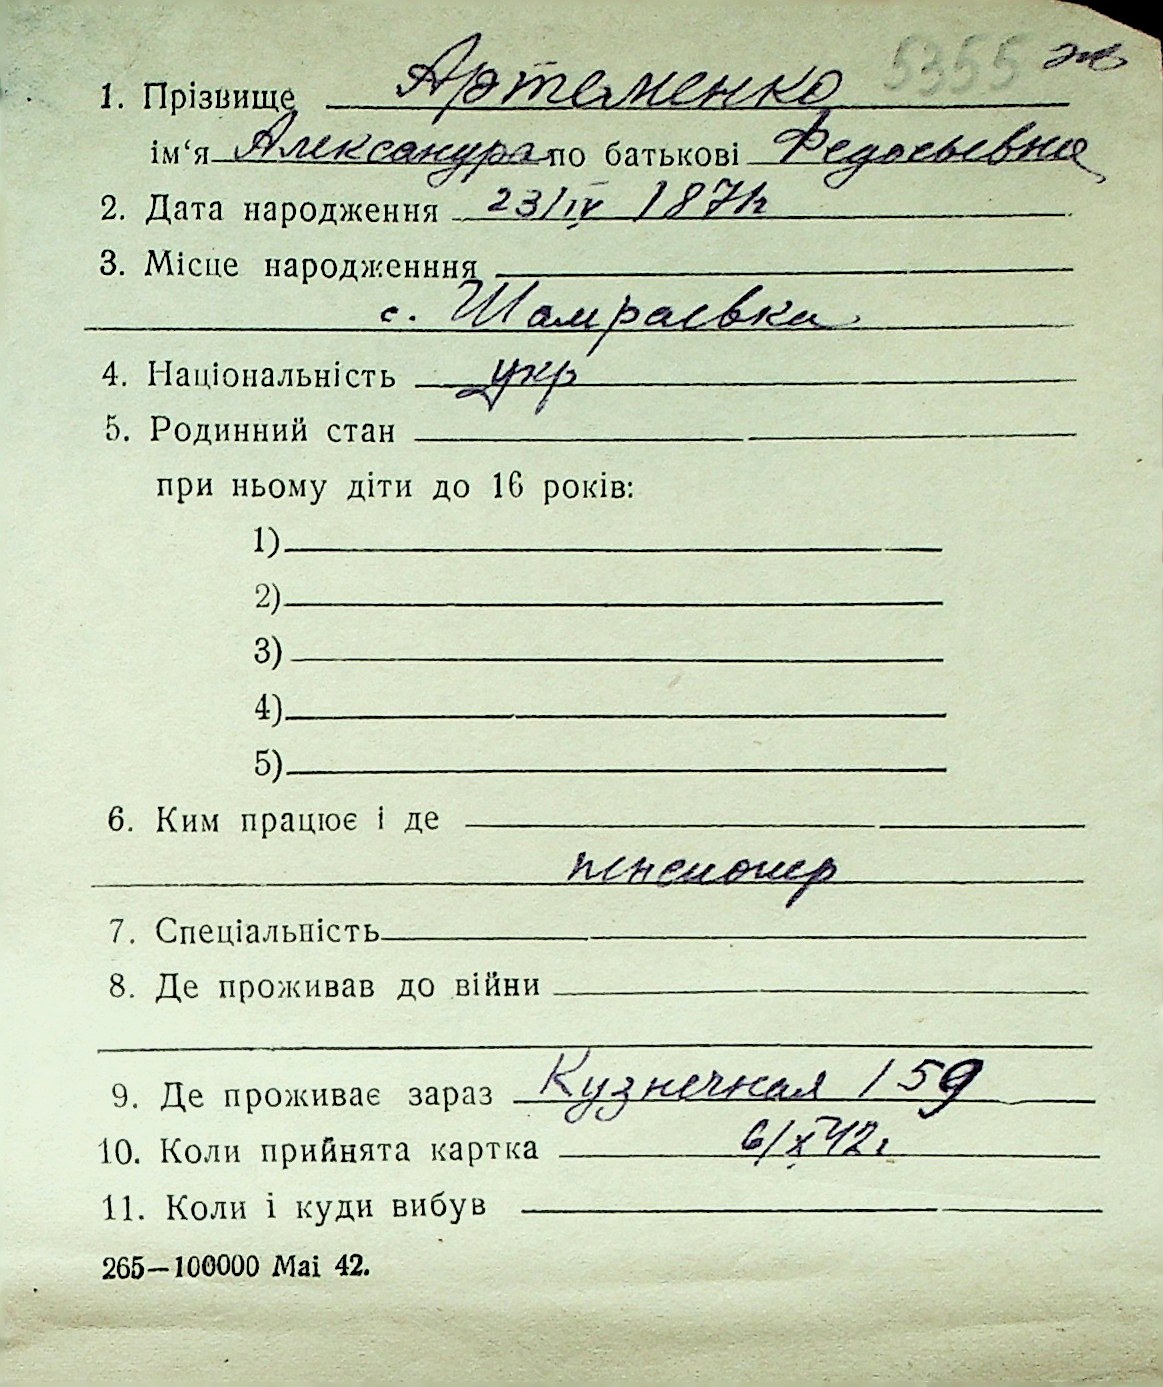 5355 ж
1. Прізвище Артеменко
ім‘я Александра по батькові Федосьевна
2. Дата народження 23/IV 187
3. Місце народженння
с. Шамраевка
4. Національність укр
5. Родинний стан
при ньому діти до 16 років:
1)
2)
3)
4)
5)
6. Ким працює і де
пенсионер
7. Спеціальність
8. Де проживав до війни
9. Де проживає зараз Кузнечная 159
10. Коли прийнята картка 6/X 42г
11. Коли і куди вибув
265—100000 Mai 42.